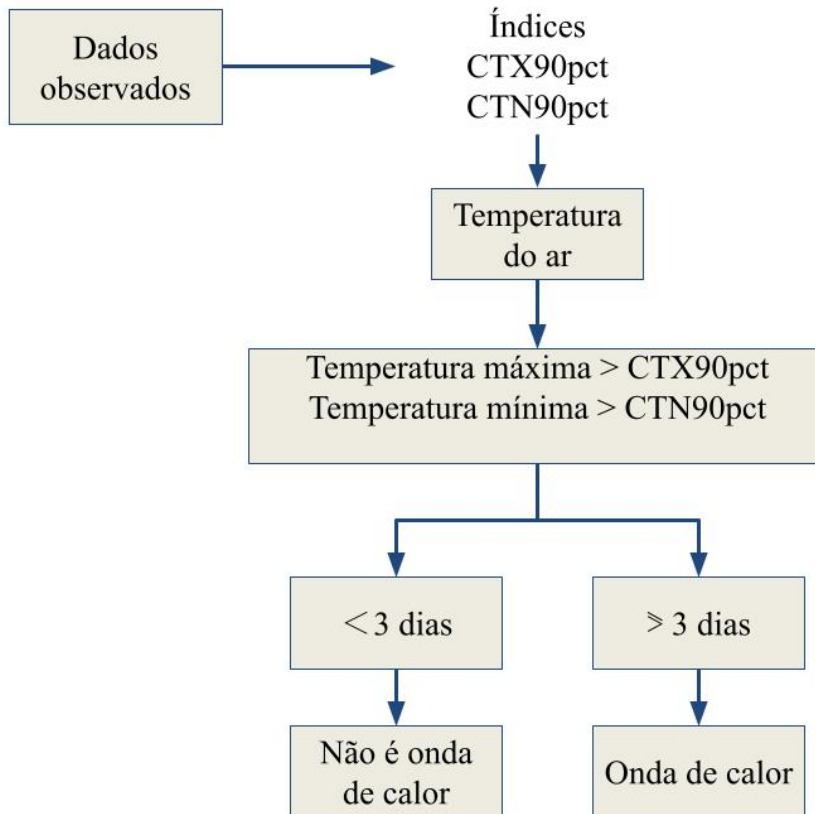 Dados
observados
Índices
CTX90pct
CTN90pct
Temperatura
do ar
Temperatura máxima > CTX90pct
Temperatura mínima > CTN90pct
< 3 dias
⩾ 3 dias
Não é onda
de calor
Onda de calor